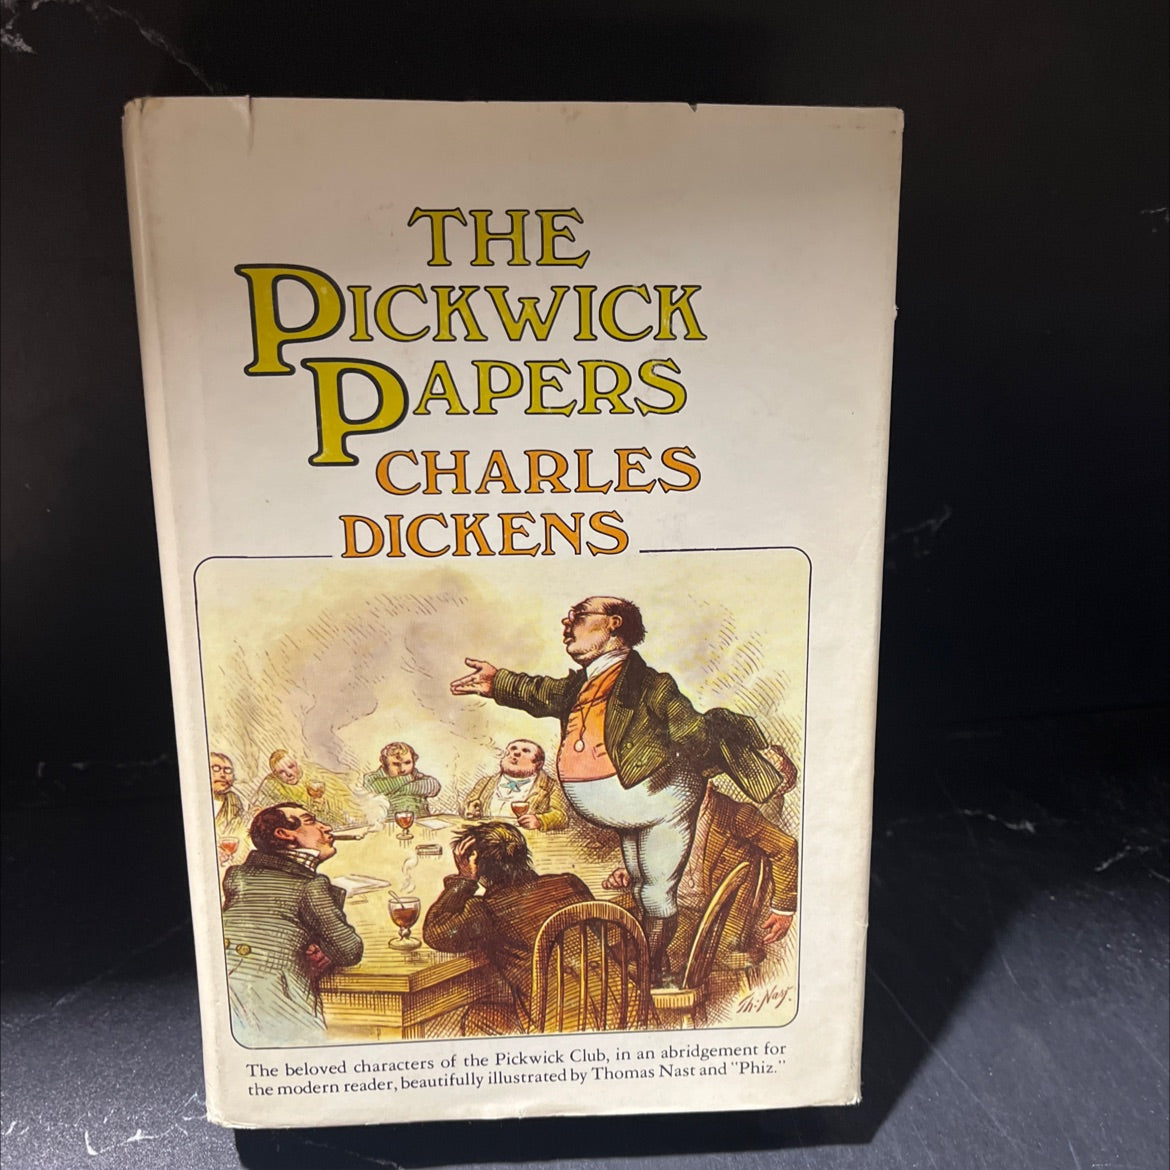 THE
PICKWICK
PAPERS
CHARLES
DICKENS
Th: Nast.
The beloved characters of the Pickwick Club, in an abridgement for
the modern reader, beautifully illustrated by Thomas Nast and "Phiz."